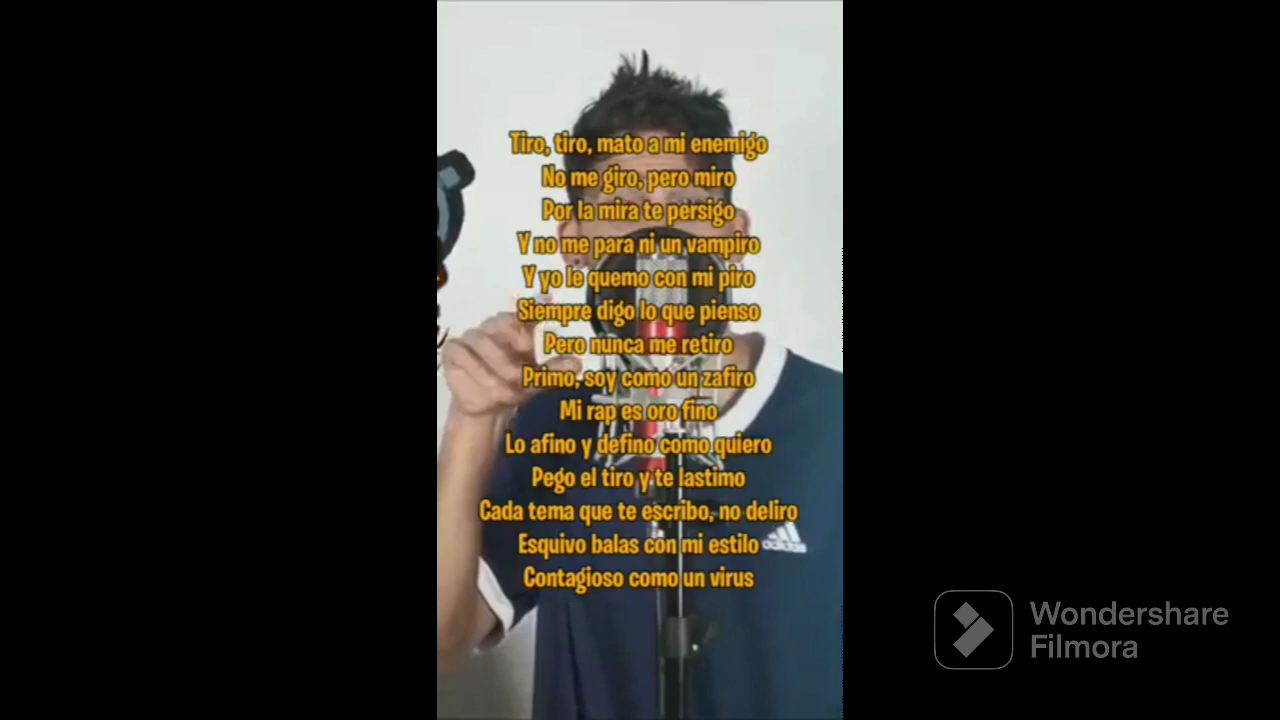 Tiro, tiro, mato a mi enemigo
No me giro, pero miro
Por la mira te persigo
Y no me para ni un vampiro
Y yo le quemo con mi piro
Siempre digo lo que pienso
Pero nunca me retiro
Primo, soy como un zafiro
Mi rap es oro fino
Lo afino y defino como quiero
Pego el tiro y te lastimo
Cada tema que te escribo, no deliro
Esquivo balas con mi estilo
Contagioso como un virus
adidas
Wondershare
Filmora